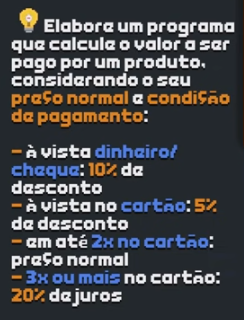 Elabore um programa
que calcule o valor a ser
pago por um produto,
considerando o seu
preço normal e condição
de pagamento:
- à vista dinheiro/
cheque: 10% de
desconto
- à vista no cartão: 5%
de desconto
- em até 2x no cartão:
preço normal
- 3x ou mais no cartão:
20% de juros